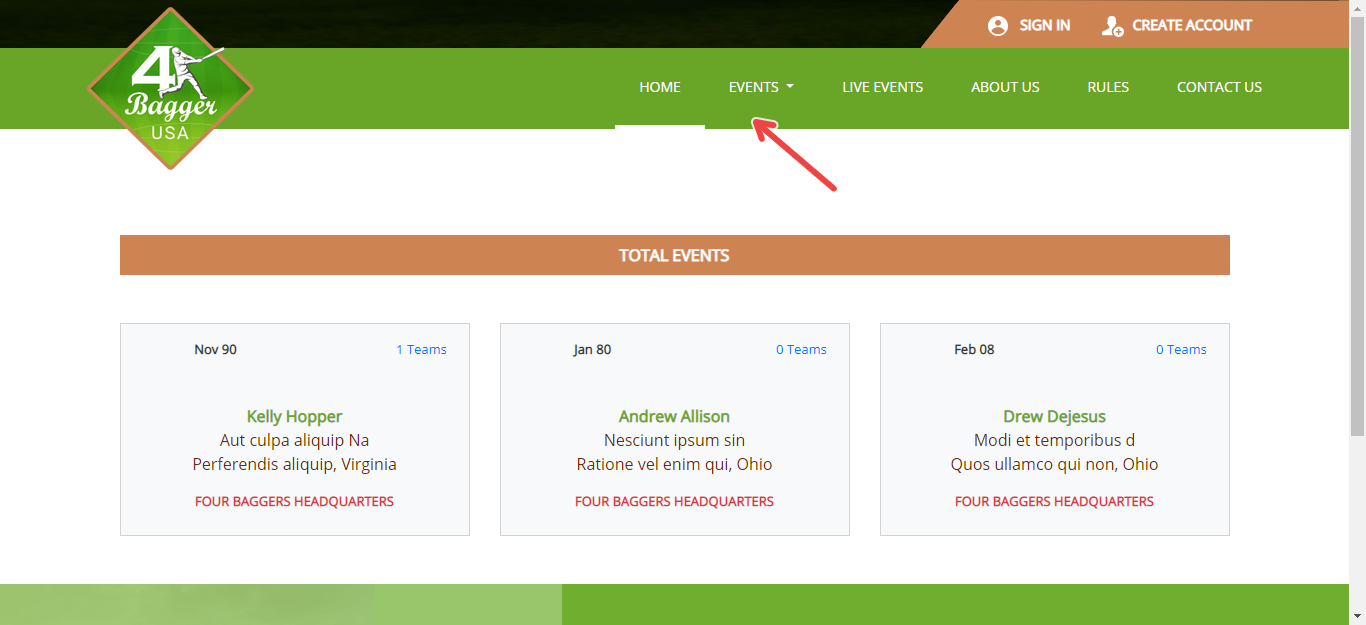 SIGN IN
CREATE ACCOUNT
4
Bagger
USA
HOME
EVENTS
LIVE EVENTS
ABOUT US
RULES
CONTACT US
TOTAL EVENTS
Nov 90
1 Teams
Kelly Hopper
Aut culpa aliquip Na
Perferendis aliquip, Virginia
FOUR BAGGERS HEADQUARTERS
Jan 80
0 Teams
Andrew Allison
Nesciunt ipsum sin
Ratione vel enim qui, Ohio
FOUR BAGGERS HEADQUARTERS
Feb 08
0 Teams
Drew Dejesus
Modi et temporibus d
Quos ullamco qui non, Ohio
FOUR BAGGERS HEADQUARTERS